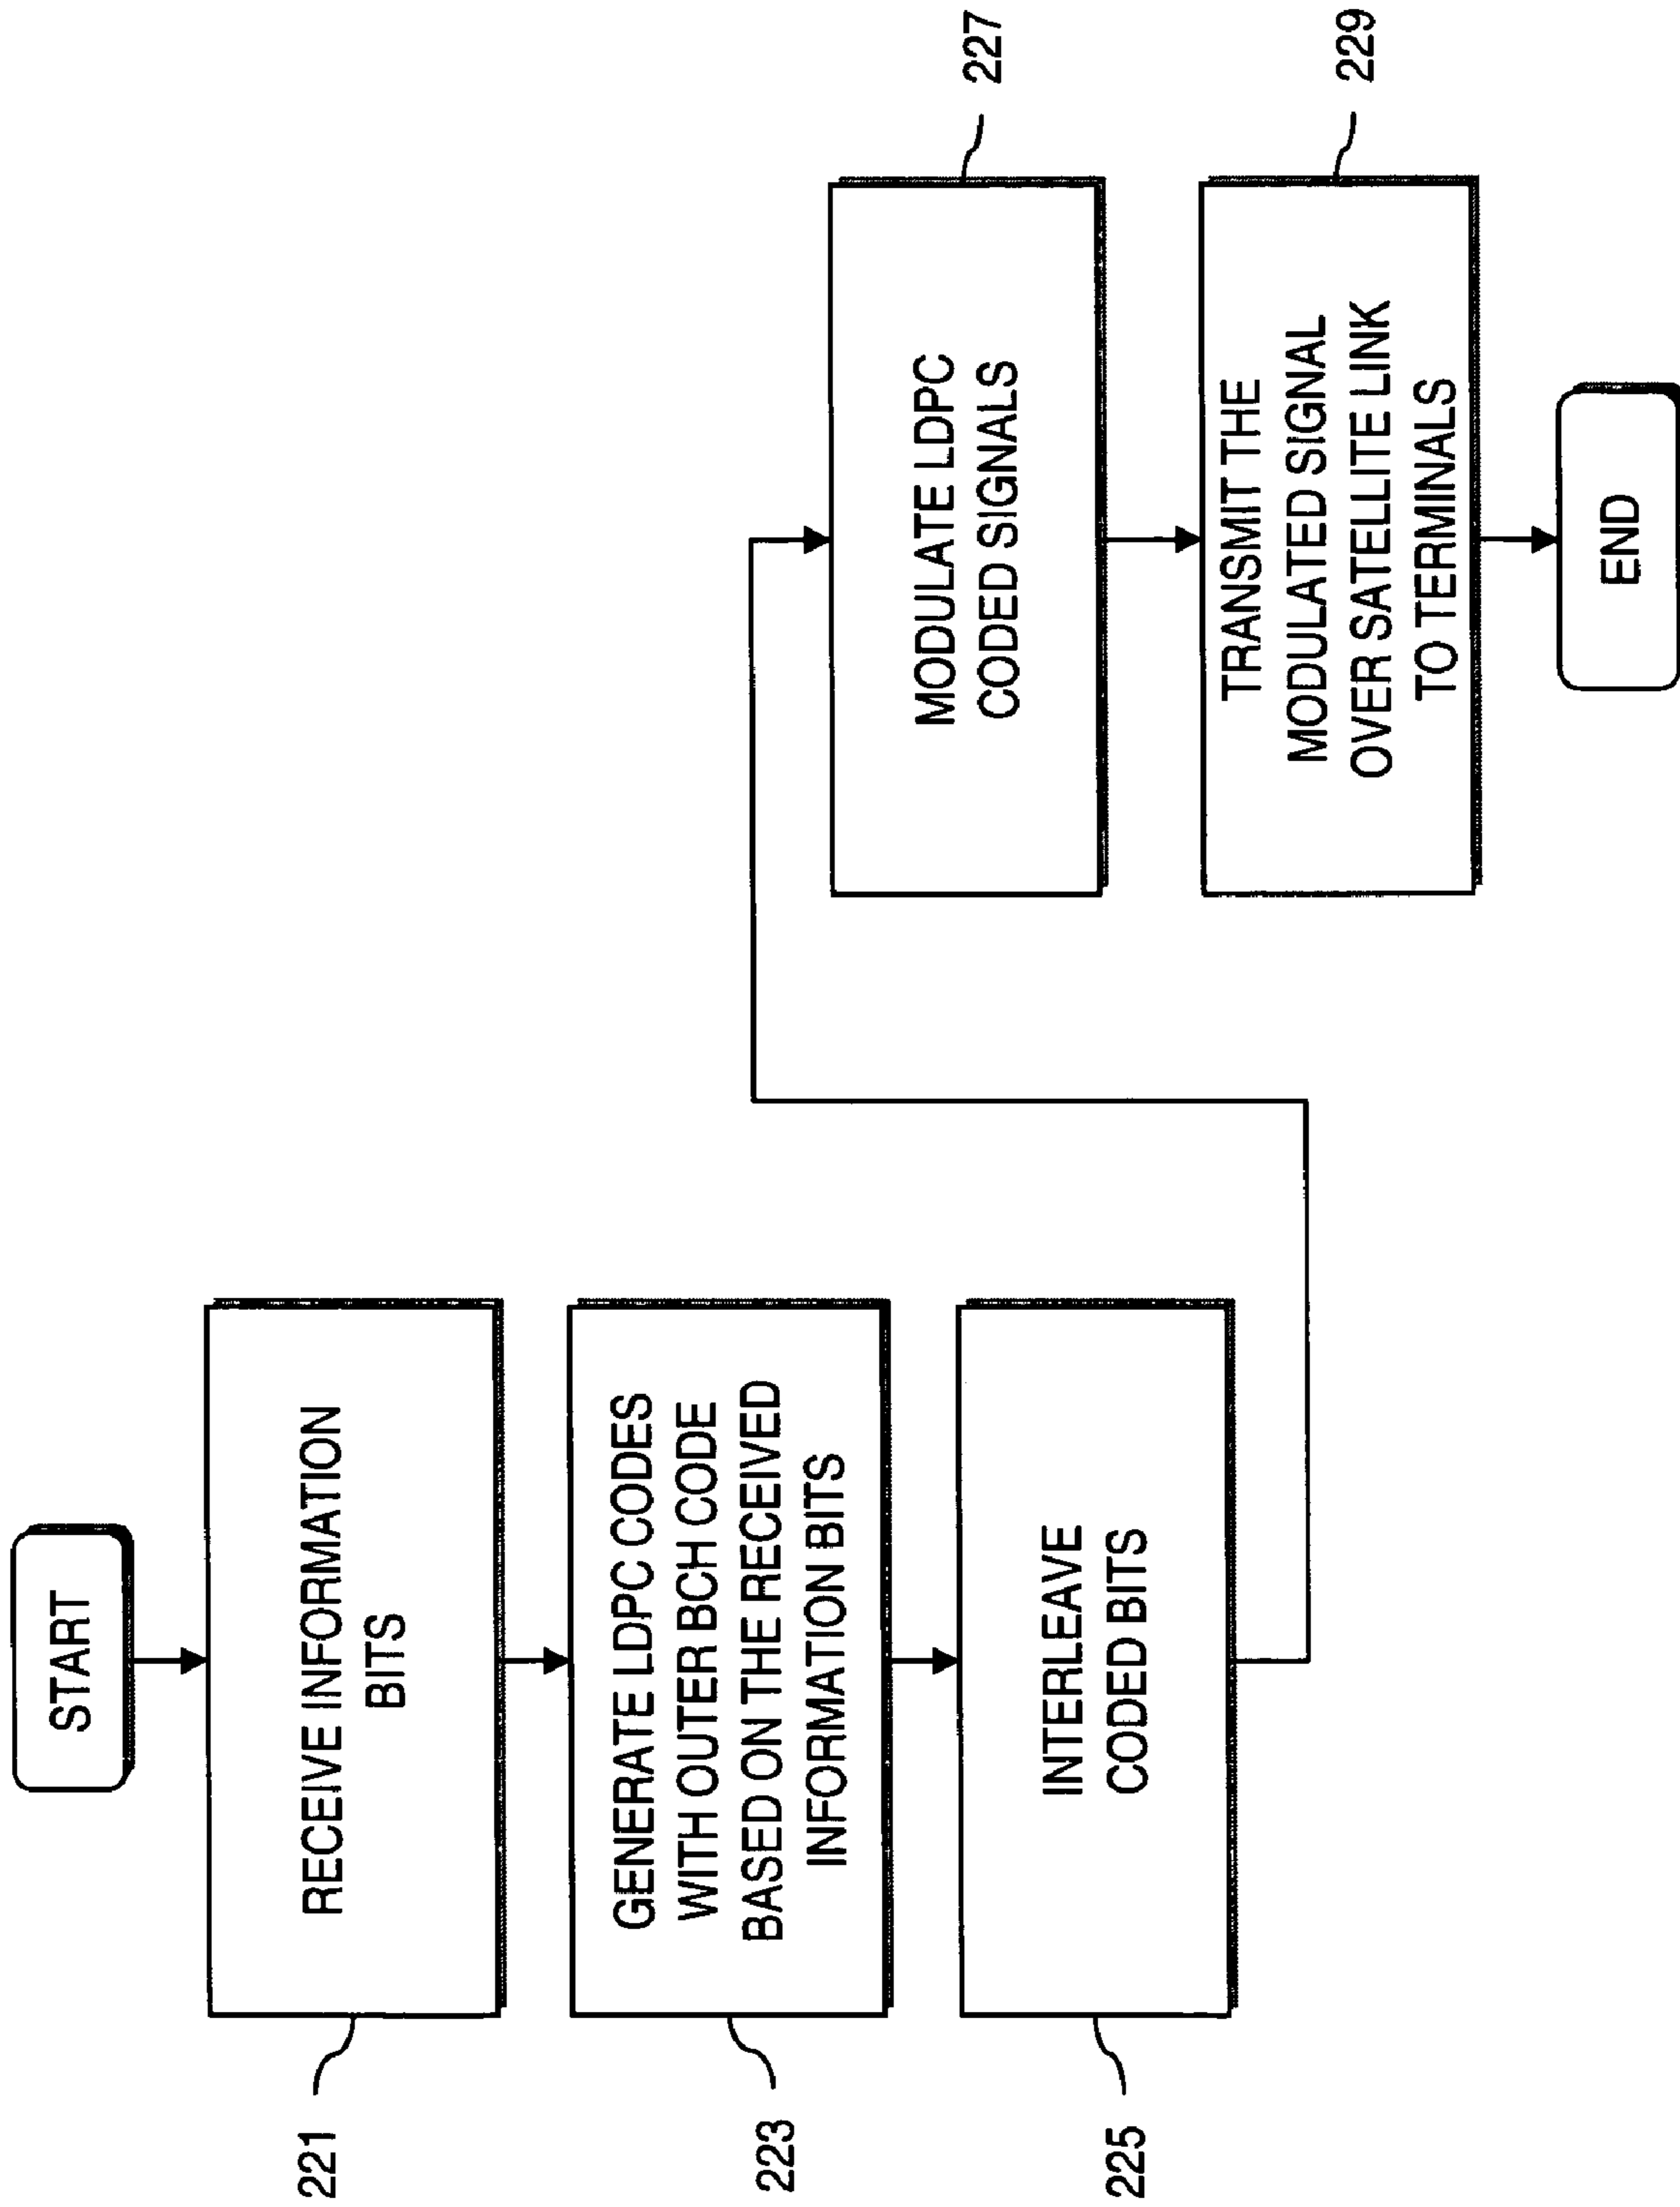 START
RECEIVE INFORMATION
BITS
221
GENERATE LDPC CODES
WITH OUTER BCH CODE
BASED ON THE RECEIVED
INFORMATION BITS
223
INTERLEAVE
CODED BITS
225
MODULATE LDPC
CODED SIGNALS
227
TRANSMIT THE
MODULATED SIGNAL
OVER SATELLITE LINK
TO TERMINALS
229
END